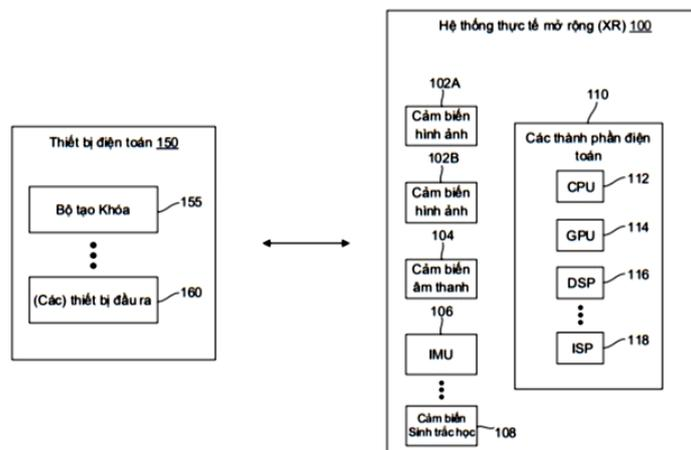 Thiết bị điện toán 150
Bộ tạo Khóa
155
(Các) thiết bị đầu ra
160
Hệ thống thực tế mở rộng (XR) 100
102A
Cảm biến
hình ảnh
102B
Cảm biến
hình ảnh
104
Cảm biến
âm thanh
106
IMU
Cảm biến
Sinh trắc học
108
110
Các thành phần điện
toán
CPU
112
GPU
114
DSP
116
ISP
118